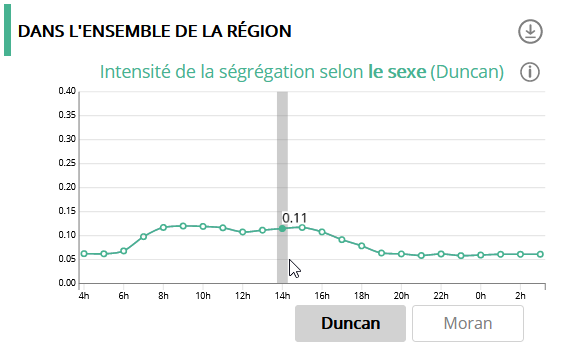 DANS L'ENSEMBLE DE LA RÉGION
Intensité de la ségrégation selon le sexe (Duncan)
0.40
0.35
0.30
0.25
0.20
0.15
0.10
0.05
0.00
0.11
4h 6h 8h 10h 12h 14h 16h 18h 20h 22h 0h 2h
Duncan Moran